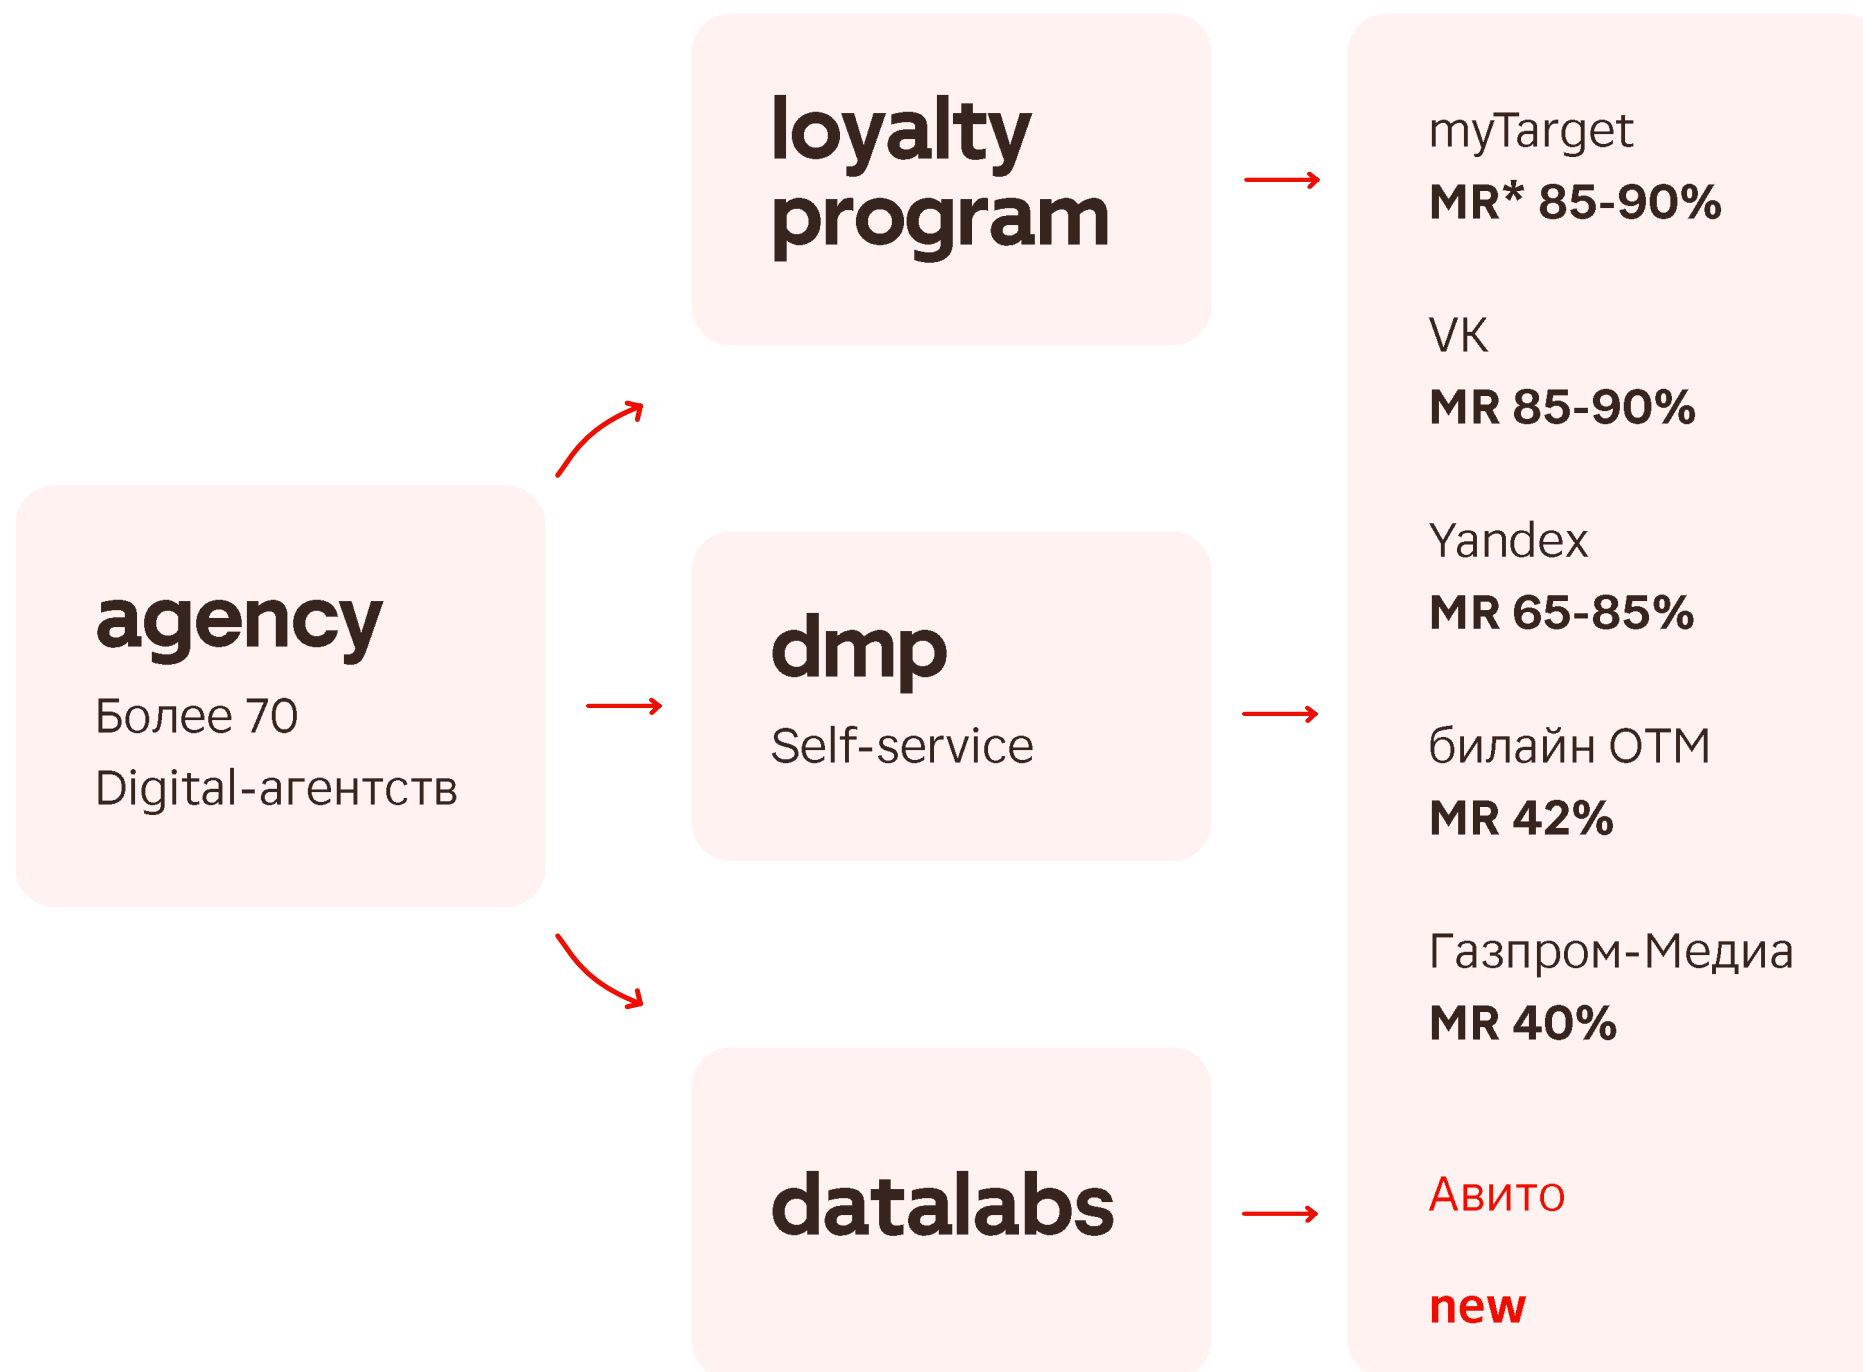 agency
Более 70
Digital-агентств
loyalty
program
dmp
Self-service
datalabs
myTarget
MR* 85-90%
VK
MR 85-90%
Yandex
MR 65-85%
билайн ОТМ
MR 42%
Газпром-Медиа
MR 40%
Авито
new